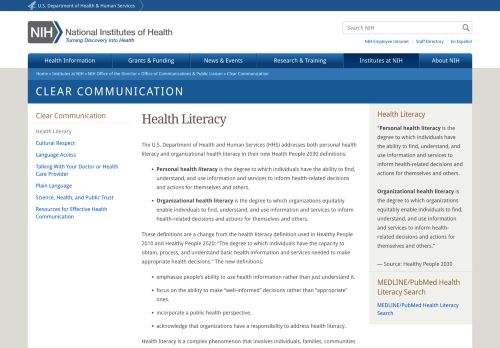 U.S. Department of Health & Human Services
NIH National Institutes of Health
Turning Discovery Into Health
Search NIH
NIH Employee Intranet | Staff Directory | En Español
Health Information
Grants & Funding
News & Events
Research & Training
Institutes at NIH
About NIH
Home » Institutes at NIH » NIH Office of the Director » Office of Communications & Public Liaison » Clear Communication
CLEAR COMMUNICATION
Clear Communication
Health Literacy
Cultural Respect
Language Access
Talking With Your Doctor or Health
Care Provider
Plain Language
Science, Health, and Public Trust
Resources for Effective Health
Communication
Health Literacy
The U.S. Department of Health and Human Services (HHS) addresses both personal health
literacy and organizational health literacy in their new Healthy People 2030 definitions:
• Personal health literacy is the degree to which individuals have the ability to find,
understand, and use information and services to inform health-related decisions and
actions for themselves and others.
• Organizational health literacy is the degree to which organizations equitably
enable individuals to find, understand, and use information and services to inform
health-related decisions and actions for themselves and others.
These definitions are a change from the health literacy definition used in Healthy People
2010 and Healthy People 2020: "The degree to which individuals have the capacity to
obtain, process, and understand basic health information and services needed to make
appropriate health decisions." The new definitions:
• emphasize people's ability to use health information rather than just understand it.
• focus on the ability to make "well-informed" decisions rather than "appropriate"
ones.
• incorporate a public health perspective.
• acknowledge that organizations have a responsibility to address health literacy.
Health literacy is a complex phenomenon that involves individuals, families, communities
Health Literacy
"Personal health literacy is the
degree to which individuals have
the ability to find, understand, and
use information and services to
inform health-related decisions and
actions for themselves and others.
Organizational health literacy is
the degree to which organizations
equitably enable individuals to find,
understand, and use information
and services to inform health-
related decisions and actions for
themselves and others."
— Source: Healthy People 2030
MEDLINE/PubMed Health
Literacy Search
MEDLINE/PubMed Health Literacy
Search